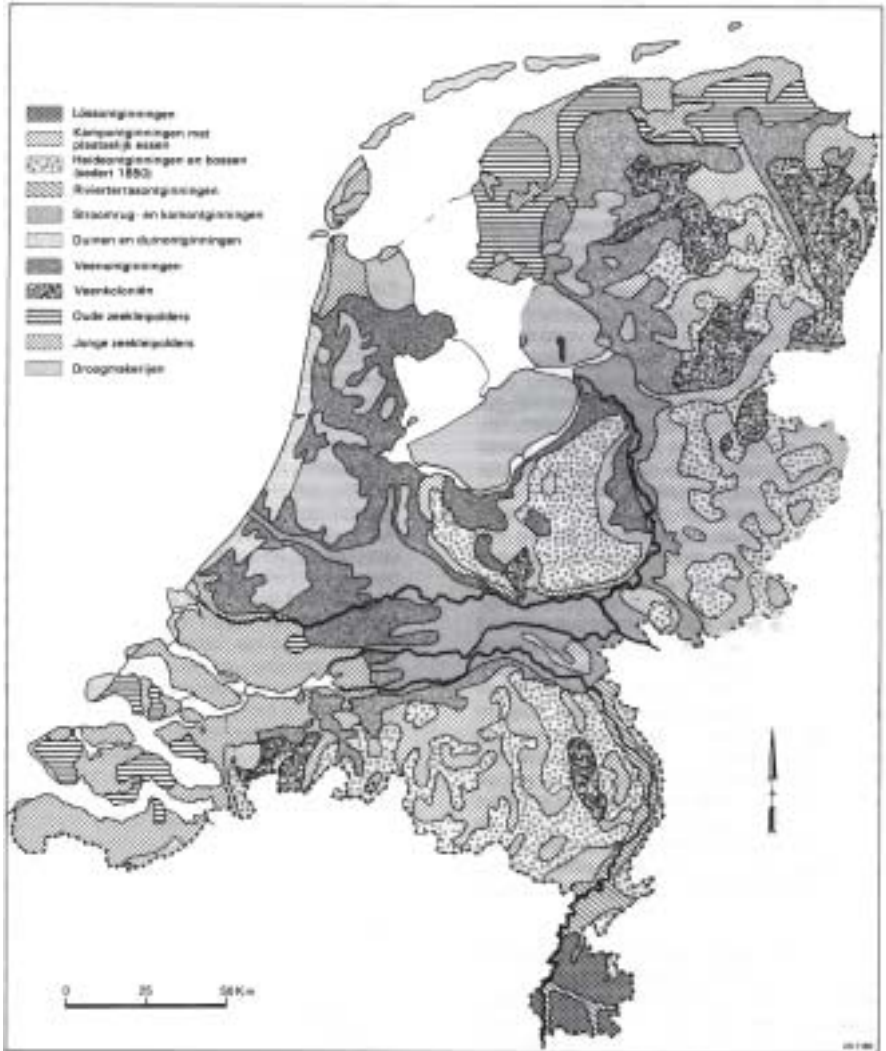 Lössontginningen
Kampontginningen met
plaatselijk essen
Heideontginningen en bossen
(sedert 1850)
Rivierterrasontginningen
Stroomrug- en komontginningen
Duinen en duinontginningen
Veenontginningen
Veenkoloniën
Oude zeekleipolders
Jonge zeekleipolders
Droogmakerijen
0 25 50 Km